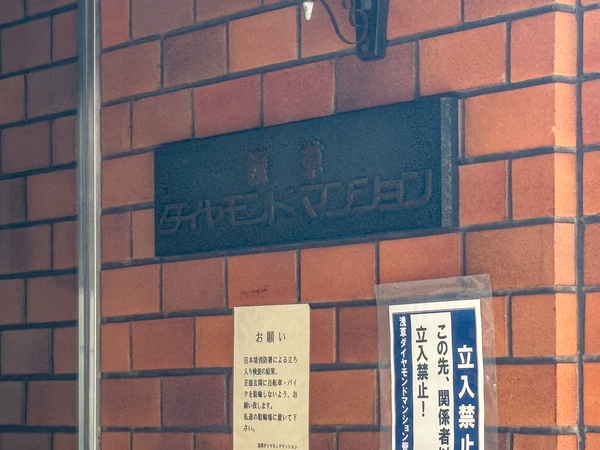 浅草
ダイヤモンドマンション
お願い
日本堤消防署による立ち
入り検査の結果、
正面玄関に自転車・バイ
クを駐輪しないよう、お
願い致します。
私道の駐輪場に置いて下
さい。
浅草ダイヤモンドマンション
立入禁止
この先、関係者以
立入禁止！
浅草ダイヤモンドマンション管